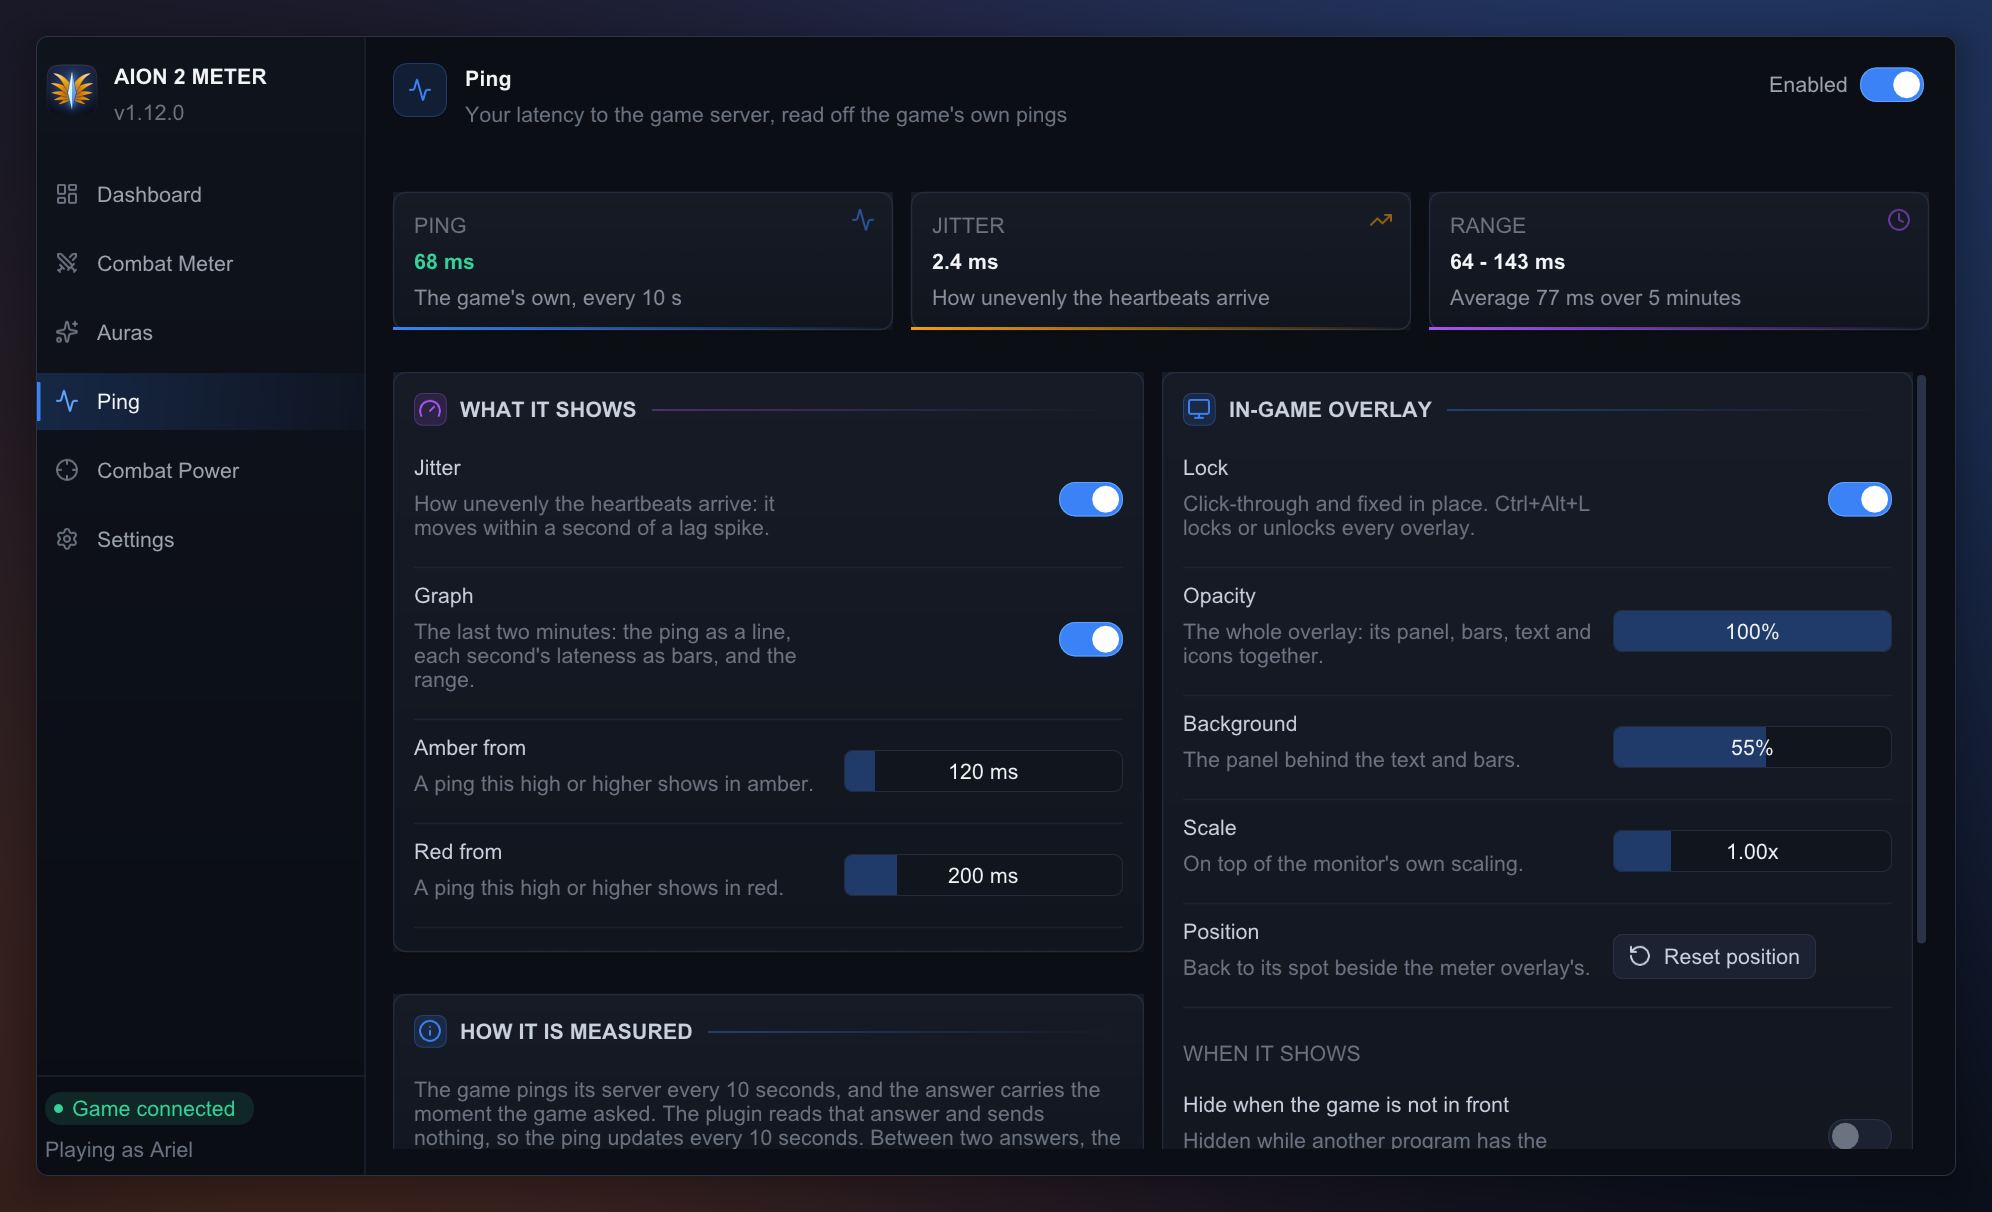 AION 2 METER
v1.12.0
Dashboard
Combat Meter
Auras
Ping
Combat Power
Settings
Game connected
Playing as Ariel
Ping
Your latency to the game server, read off the game's own pings
Enabled
PING
68 ms
The game's own, every 10 s
JITTER
2.4 ms
How unevenly the heartbeats arrive
RANGE
64 - 143 ms
Average 77 ms over 5 minutes
WHAT IT SHOWS
Jitter
How unevenly the heartbeats arrive: it
moves within a second of a lag spike.
Graph
The last two minutes: the ping as a line,
each second's lateness as bars, and the
range.
Amber from
A ping this high or higher shows in amber.
120 ms
Red from
A ping this high or higher shows in red.
200 ms
HOW IT IS MEASURED
The game pings its server every 10 seconds, and the answer carries the
moment the game asked. The plugin reads that answer and sends
nothing, so the ping updates every 10 seconds. Between two answers, the
IN-GAME OVERLAY
Lock
Click-through and fixed in place. Ctrl+Alt+L
locks or unlocks every overlay.
Opacity
The whole overlay: its panel, bars, text and
icons together.
100%
Background
The panel behind the text and bars.
55%
Scale
On top of the monitor's own scaling.
1.00x
Position
Back to its spot beside the meter overlay's.
Reset position
WHEN IT SHOWS
Hide when the game is not in front
Hidden while another program has the